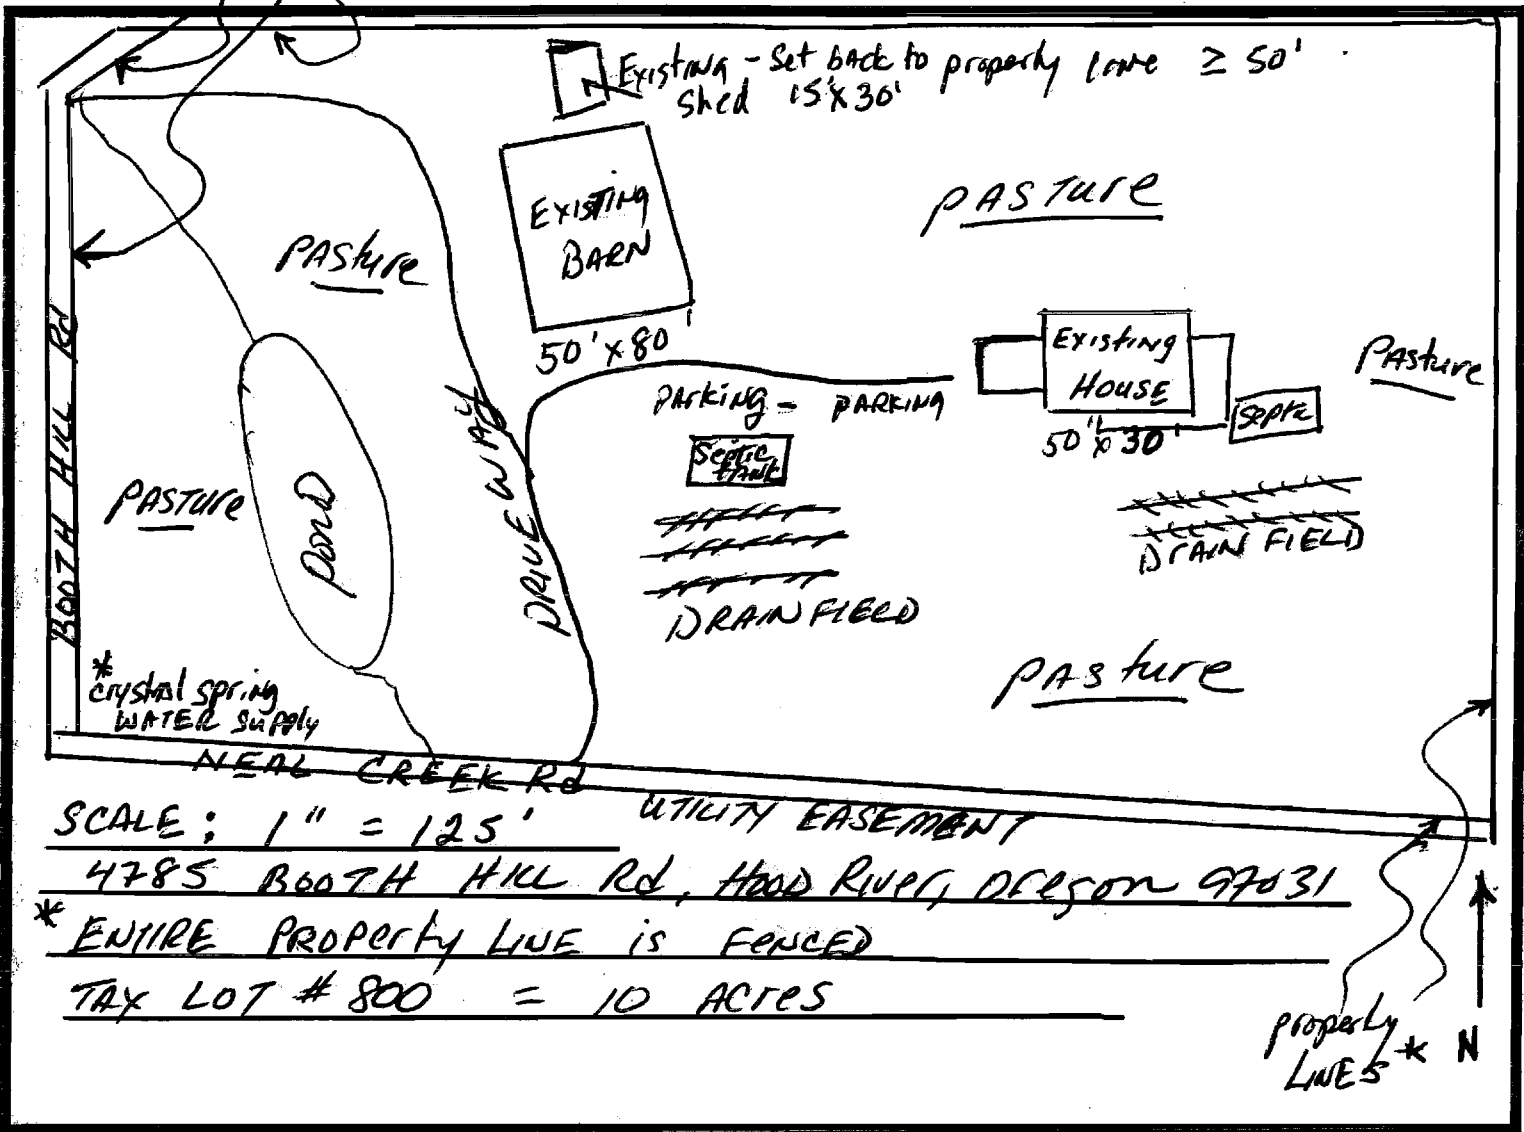 Existing - Set back to property line ≥ 50'
Shed 15'x30'
PASTURE
EXISTING
BARN
PASTURE
50'x80'
EXISTING
HOUSE
Pasture
50' x 30'
Septic
PARKING - PARKING
Septic
TANK
DRIVEWAY
BOOTH HILL Rd
PASTURE
Pond
DRAIN FIELD
DRAINFIELD
PASTURE
*
Crystal Spring
WATER Supply
NEAL CREEK Rd
UTILITY EASEMENT
SCALE: 1" = 125'
4785 BOOTH HILL Rd, HOOD River, Oregon 97031
* ENTIRE PROPERTY LINE is FENCED
TAX LOT # 800 = 10 ACRES
property
LINES *
N